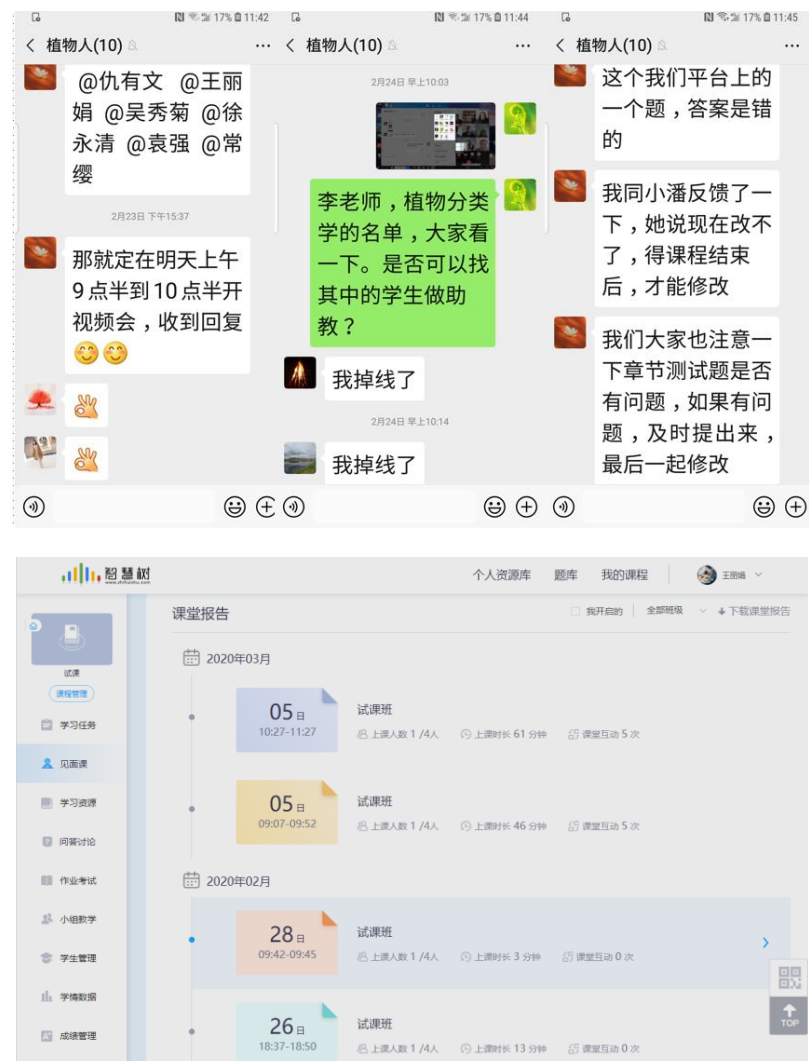 17% 11:42
植物人(10)
@仇有文 @王丽
娟 @吴秀菊 @徐
永清 @袁强 @常
缨
2月23日 下午15:37
那就定在明天上午
9点半到10点半开
视频会，收到回复
17% 11:44
植物人(10)
2月24日 早上10:03
李老师，植物分类
学的名单，大家看
一下。是否可以找
其中的学生做助
教？
我掉线了
2月24日 早上10:14
我掉线了
17% 11:45
植物人(10)
这个我们平台上的
一个题，答案是错
的
我同小潘反馈了一
下，她说现在改不
了，得课程结束
后，才能修改
我们大家也注意一
下章节测试题是否
有问题，如果有问
题，及时提出来，
最后一起修改
智慧树
www.zhihuishu.com
个人资源库 题库 我的课程 王丽娟
试课
课程管理
学习任务
见面课
学习资源
问答讨论
作业考试
小组教学
学生管理
学情数据
成绩管理
课堂报告 我开启的 全部班级 下载课堂报告
2020年03月
05日
10:27-11:27
试课班
上课人数 1 /4人 上课时长 61 分钟 课堂互动 5 次
05日
09:07-09:52
试课班
上课人数 1 /4人 上课时长 46 分钟 课堂互动 5 次
2020年02月
28日
09:42-09:45
试课班
上课人数 1 /4人 上课时长 3 分钟 课堂互动 0 次
26日
18:37-18:50
试课班
上课人数 1 /4人 上课时长 13 分钟 课堂互动 0 次
TOP